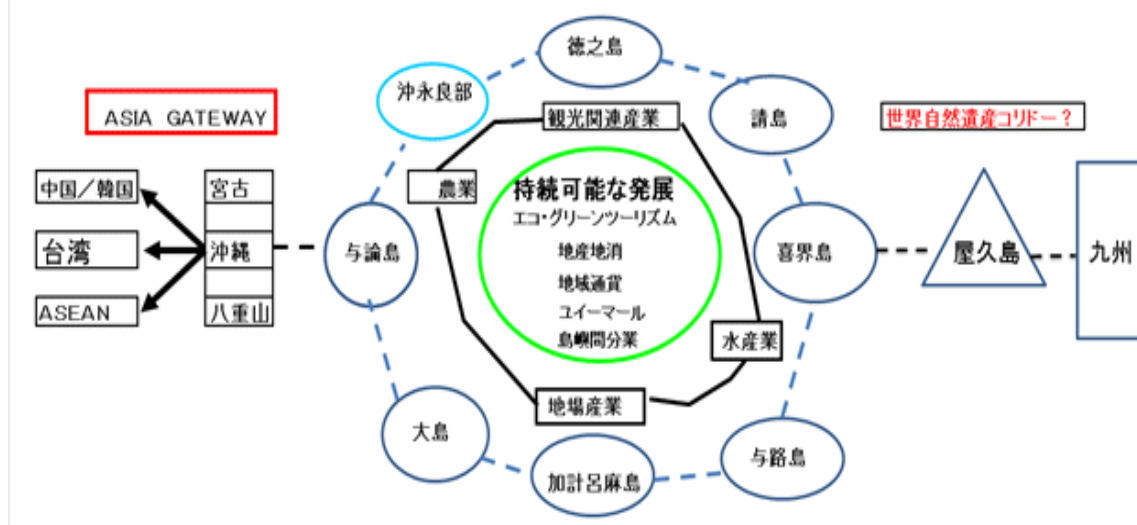 徳之島
沖永良部
ASIA GATEWAY
観光関連産業
請島
世界自然遺産コリドー？
中国／韓国
宮古
農業
持続可能な発展
エコ・グリーンツーリズム
台湾
沖縄
与論島
地産地消
喜界島
屋久島
九州
地域通貨
ASEAN
八重山
ユイーマール
島嶼間分業
水産業
地場産業
大島
加計呂麻島
与路島